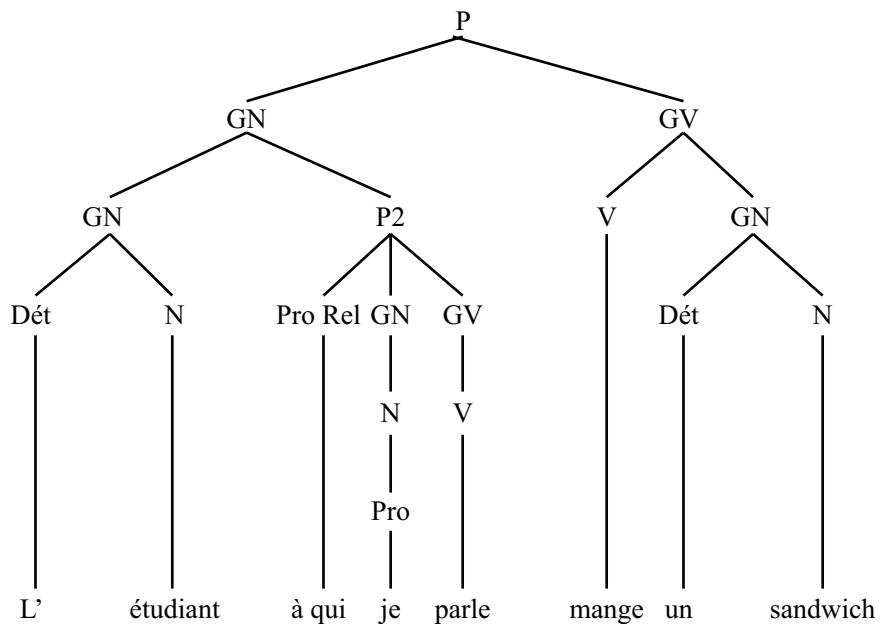 P
GN GV
GN P2 V GN
Dét N Pro Rel GN GV Dét N
N V
Pro
L’ étudiant à qui je parle mange un sandwich